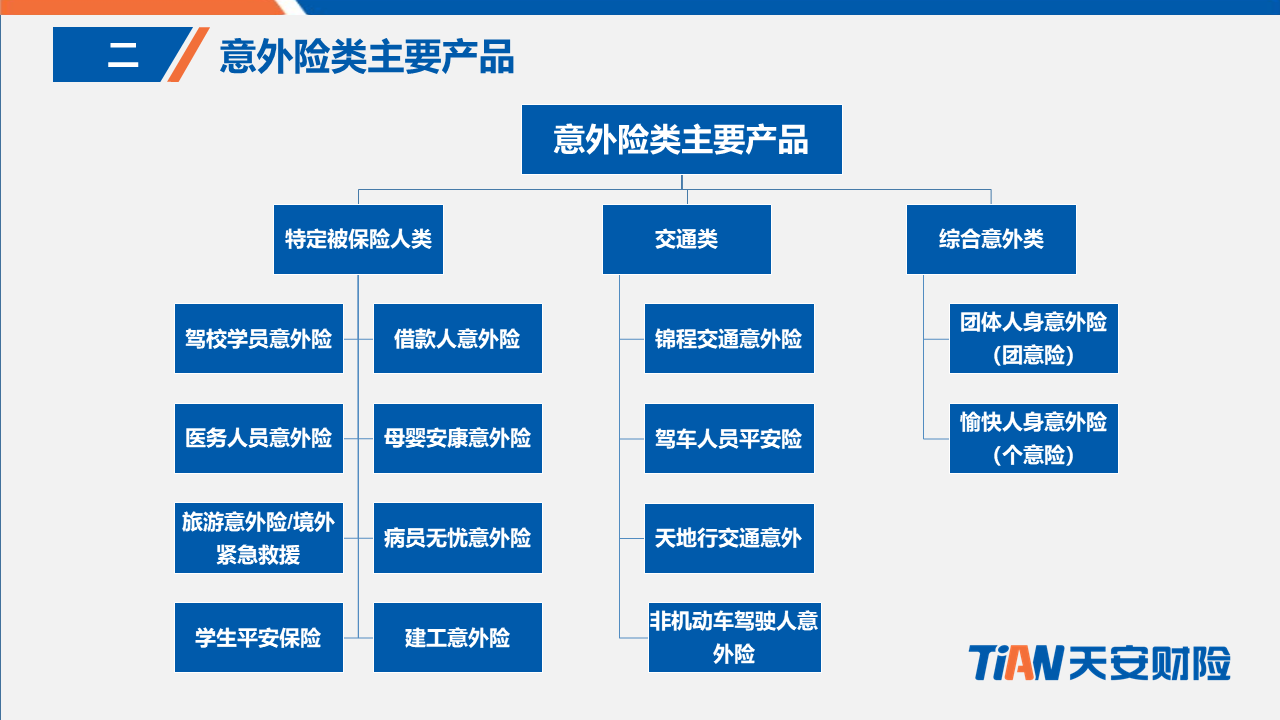 二
意外险类主要产品
意外险类主要产品
特定被保险人类
交通类
综合意外类
驾校学员意外险
借款人意外险
锦程交通意外险
团体人身意外险
（团意险）
医务人员意外险
母婴安康意外险
驾车人员平安险
愉快人身意外险
（个意险）
旅游意外险/境外
紧急救援
病员无忧意外险
天地行交通意外
学生平安保险
建工意外险
非机动车驾驶人意
外险
TiAN天安财险